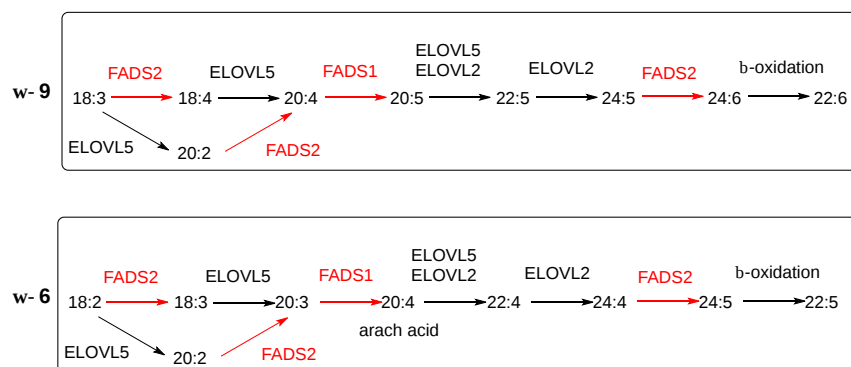 ELOVL5
FADS2 ELOVL5 FADS1 ELOVL2 ELOVL2 FADS2 b-oxidation
w- 9
18:3 18:4 20:4 20:5 22:5 24:5 24:6 22:6
ELOVL5 20:2 FADS2
ELOVL5
FADS2 ELOVL5 FADS1 ELOVL2 ELOVL2 FADS2 b-oxidation
w- 6
18:2 18:3 20:3 20:4 22:4 24:4 24:5 22:5
arach acid
ELOVL5 20:2 FADS2